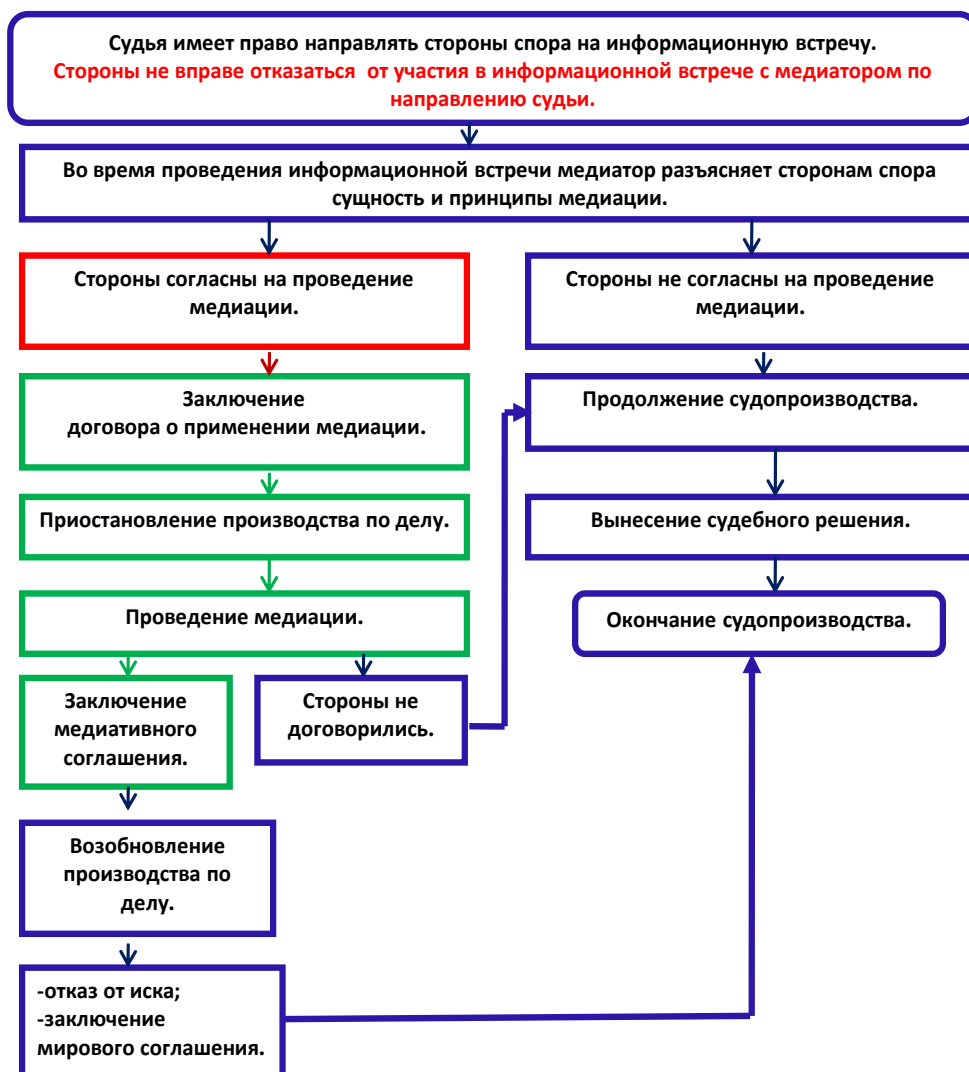 Судья имеет право направлять стороны спора на информационную встречу.
Стороны не вправе отказаться от участия в информационной встрече с медиатором по
направлению судьи.
Во время проведения информационной встречи медиатор разъясняет сторонам спора
сущность и принципы медиации.
Стороны согласны на проведение
медиации.
Стороны не согласны на проведение
медиации.
Заключение
договора о применении медиации.
Продолжение судопроизводства.
Приостановление производства по делу.
Вынесение судебного решения.
Проведение медиации.
Окончание судопроизводства.
Заключение
медиативного
соглашения.
Стороны не
договорились.
Возобновление
производства по
делу.
-отказ от иска;
-заключение
мирового соглашения.